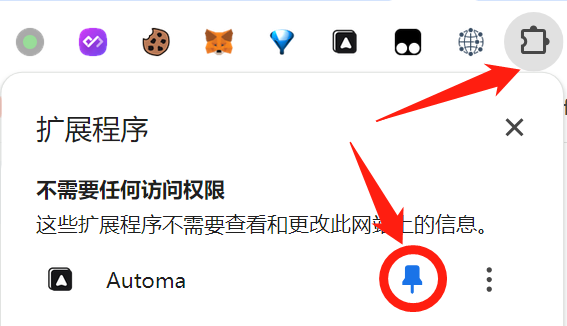 扩展程序
不需要任何访问权限
这些扩展程序不需要查看和更改此网站上的信息。
Automa